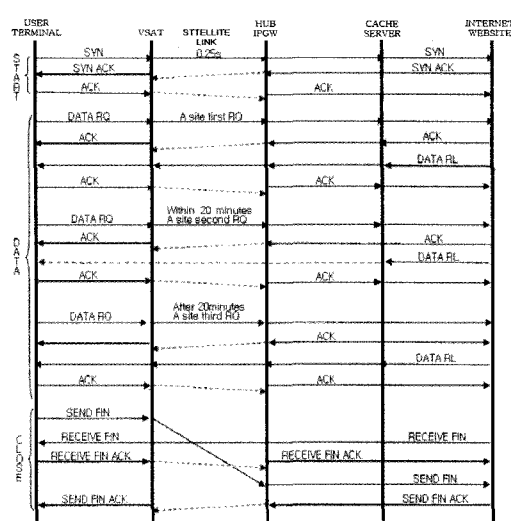 USER TERMINAL
VSAT
STTELLITE LINK
0.25s
HUB IPGW
CACHE SERVER
INTERNET WEBSITE
START
SYN
SYN
SYN ACK
SYN ACK
ACK
ACK
DATA
DATA RQ
A site first RQ
ACK
ACK
DATA RL
ACK
ACK
DATA RQ
Within 20 minutes
A site second RQ
ACK
ACK
DATA RL
ACK
ACK
DATA RQ
After 20minutes
A site third RQ
ACK
DATA RL
ACK
ACK
CLOSE
SEND FIN
RECEIVE FIN
RECEIVE FIN
RECEIVE FIN ACK
RECEIVE FIN ACK
SEND FIN
SEND FIN ACK
SEND FIN ACK